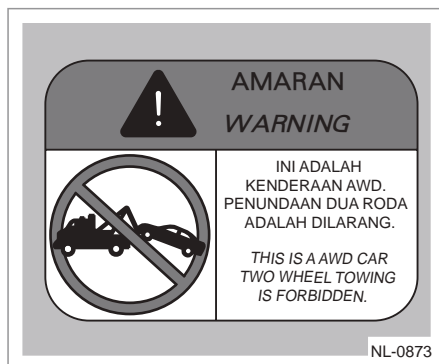 AMARAN
WARNING
INI ADALAH
KENDERAAN AWD.
PENUNDAAN DUA RODA
ADALAH DILARANG.
THIS IS A AWD CAR
TWO WHEEL TOWING
IS FORBIDDEN.
NL-0873